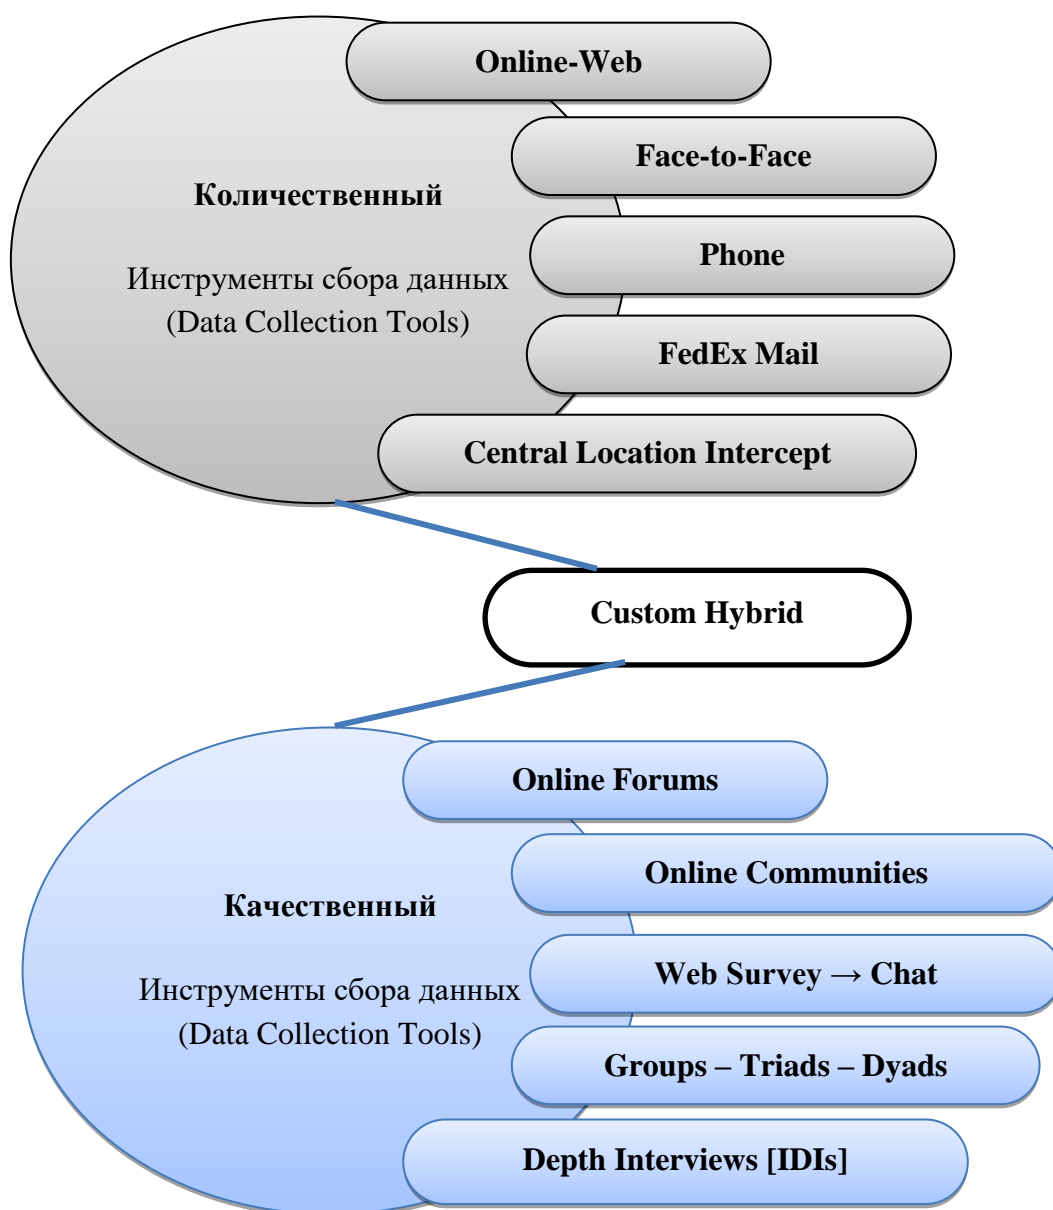 Online-Web
Face-to-Face
Количественный
Phone
Инструменты сбора данных
(Data Collection Tools)
FedEx Mail
Central Location Intercept
Custom Hybrid
Online Forums
Online Communities
Качественный
Web Survey → Chat
Инструменты сбора данных
(Data Collection Tools)
Groups – Triads – Dyads
Depth Interviews [IDIs]